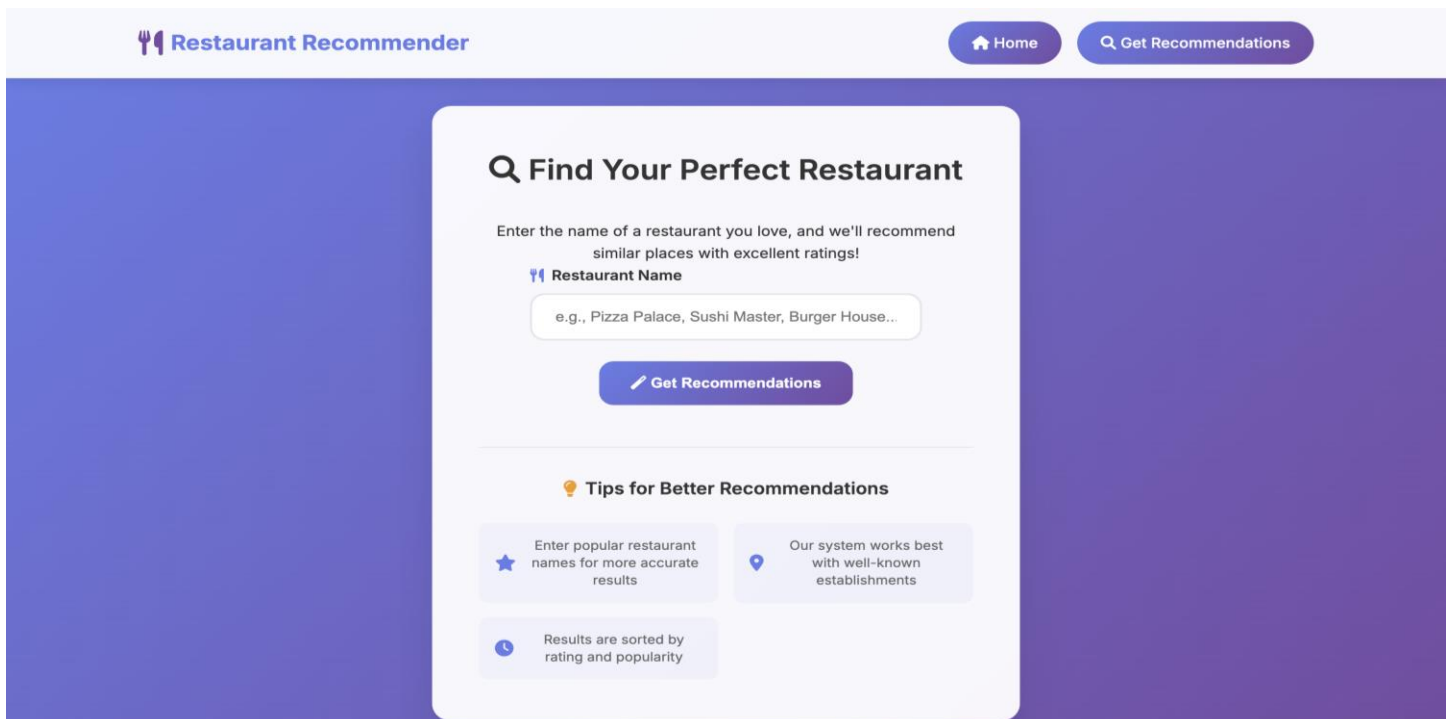 Restaurant Recommender
Home
Get Recommendations
Find Your Perfect Restaurant
Enter the name of a restaurant you love, and we'll recommend
similar places with excellent ratings!
Restaurant Name
e.g., Pizza Palace, Sushi Master, Burger House...
Get Recommendations
Tips for Better Recommendations
Enter popular restaurant
names for more accurate
results
Our system works best
with well-known
establishments
Results are sorted by
rating and popularity